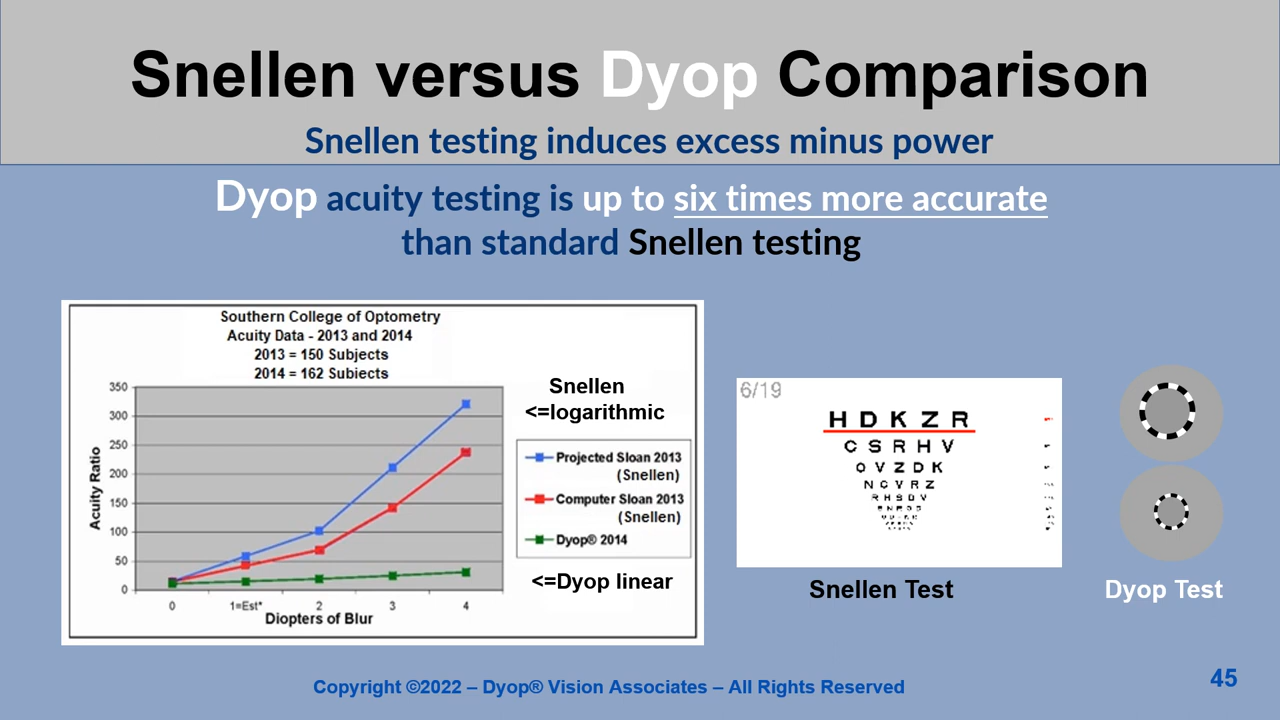 Snellen versus Dyop Comparison
Snellen testing induces excess minus power
Dyop acuity testing is up to six times more accurate
than standard Snellen testing
Southern College of Optometry
Acuity Data - 2013 and 2014
2013 = 150 Subjects
2014 = 162 Subjects
350
300
250
200
150
100
50
0
Acuity Ratio
0 1=Est* 2 3 4
Diopters of Blur
Snellen
<=logarithmic
Projected Sloan 2013
(Snellen)
Computer Sloan 2013
(Snellen)
Dyop® 2014
<=Dyop linear
6/19
H D K Z R
C S R H V
O V Z D K
N C V R Z
R H S D V
Snellen Test
Dyop Test
Copyright ©2022 – Dyop® Vision Associates – All Rights Reserved
45